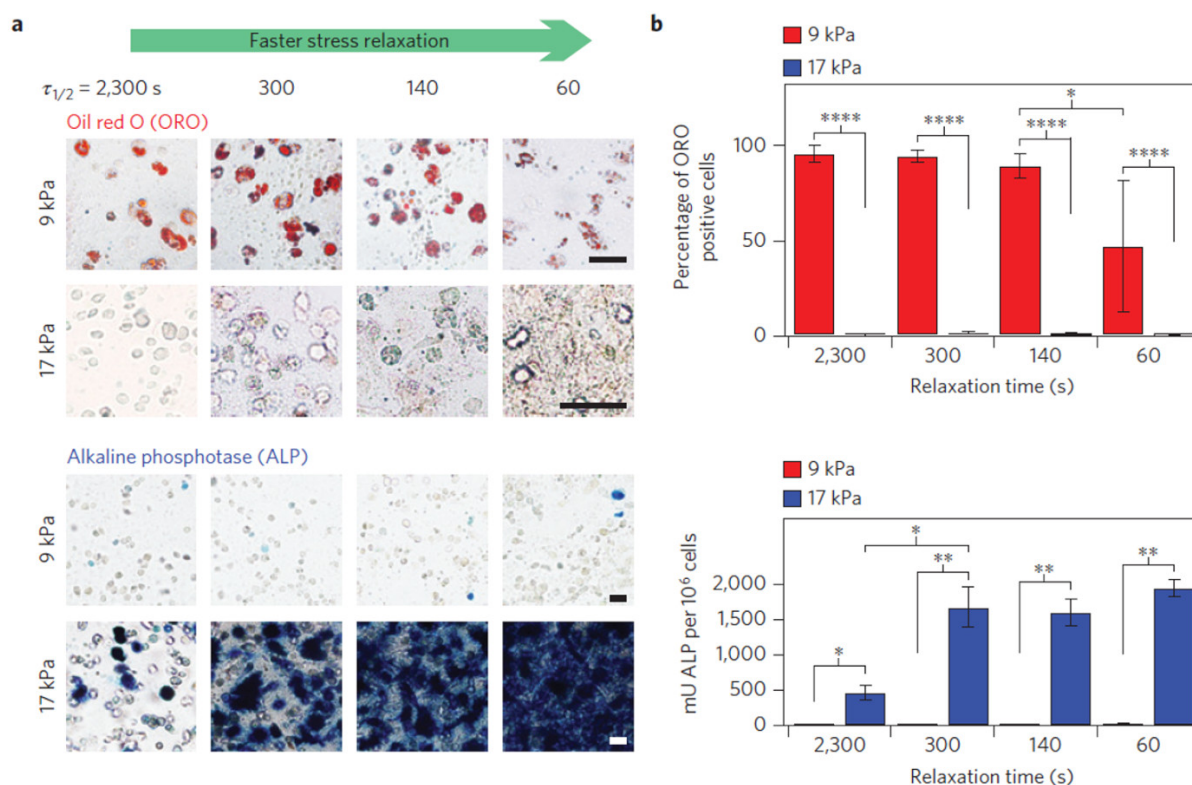 a
Faster stress relaxation
τ1/2 = 2,300 s 300 140 60
Oil red O (ORO)
9 kPa
17 kPa
Alkaline phosphotase (ALP)
9 kPa
17 kPa
b
9 kPa
17 kPa
Percentage of ORO
positive cells
100
50
0
**** **** **** * ****
2,300 300 140 60
Relaxation time (s)
9 kPa
17 kPa
mU ALP per 10⁶ cells
2,000
1,500
1,000
500
0
* * ** ** **
2,300 300 140 60
Relaxation time (s)